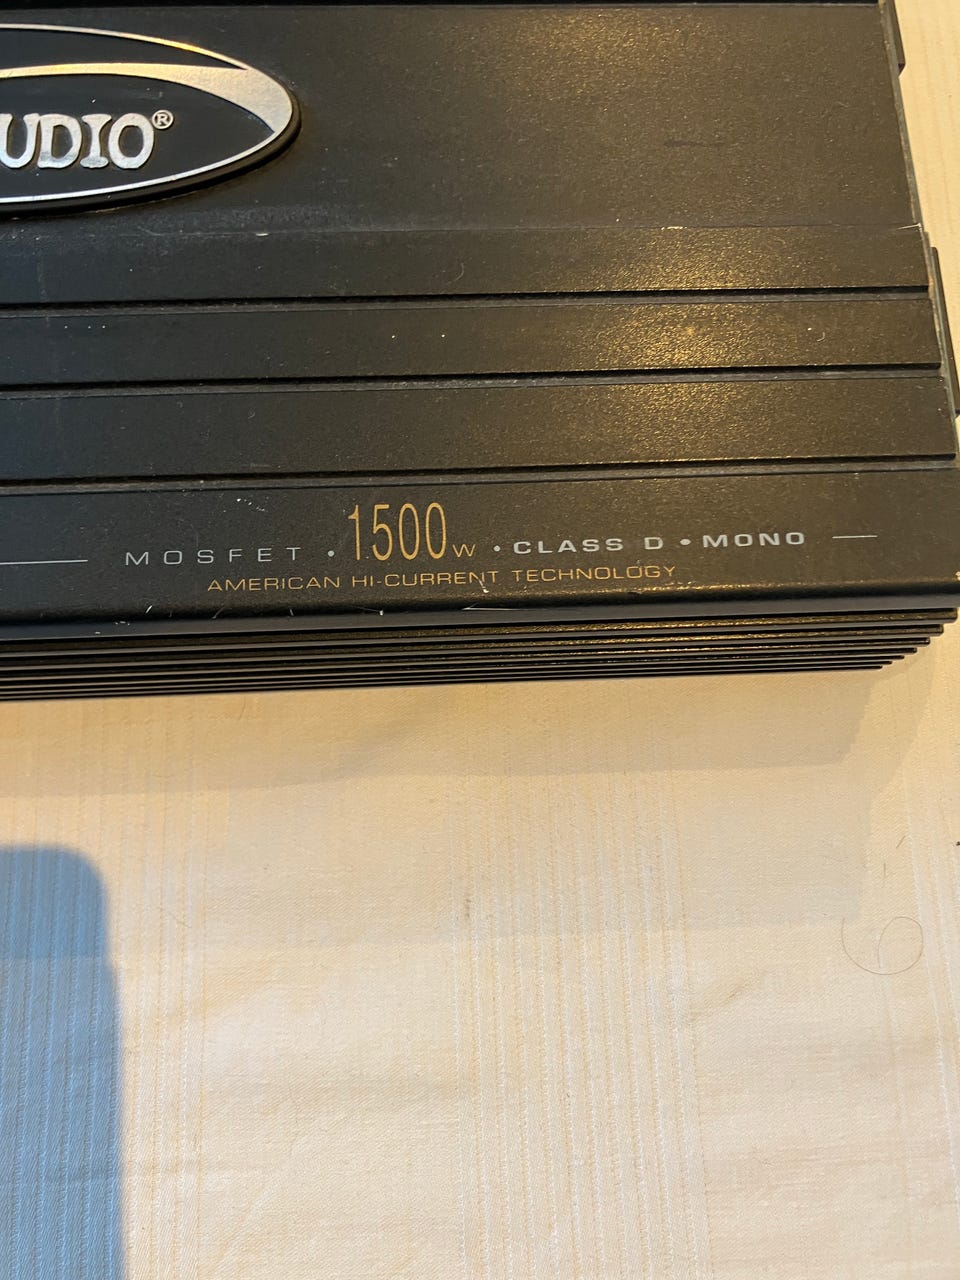 UDIO®
MOSFET • 1500W • CLASS D • MONO
AMERICAN HI-CURRENT TECHNOLOGY